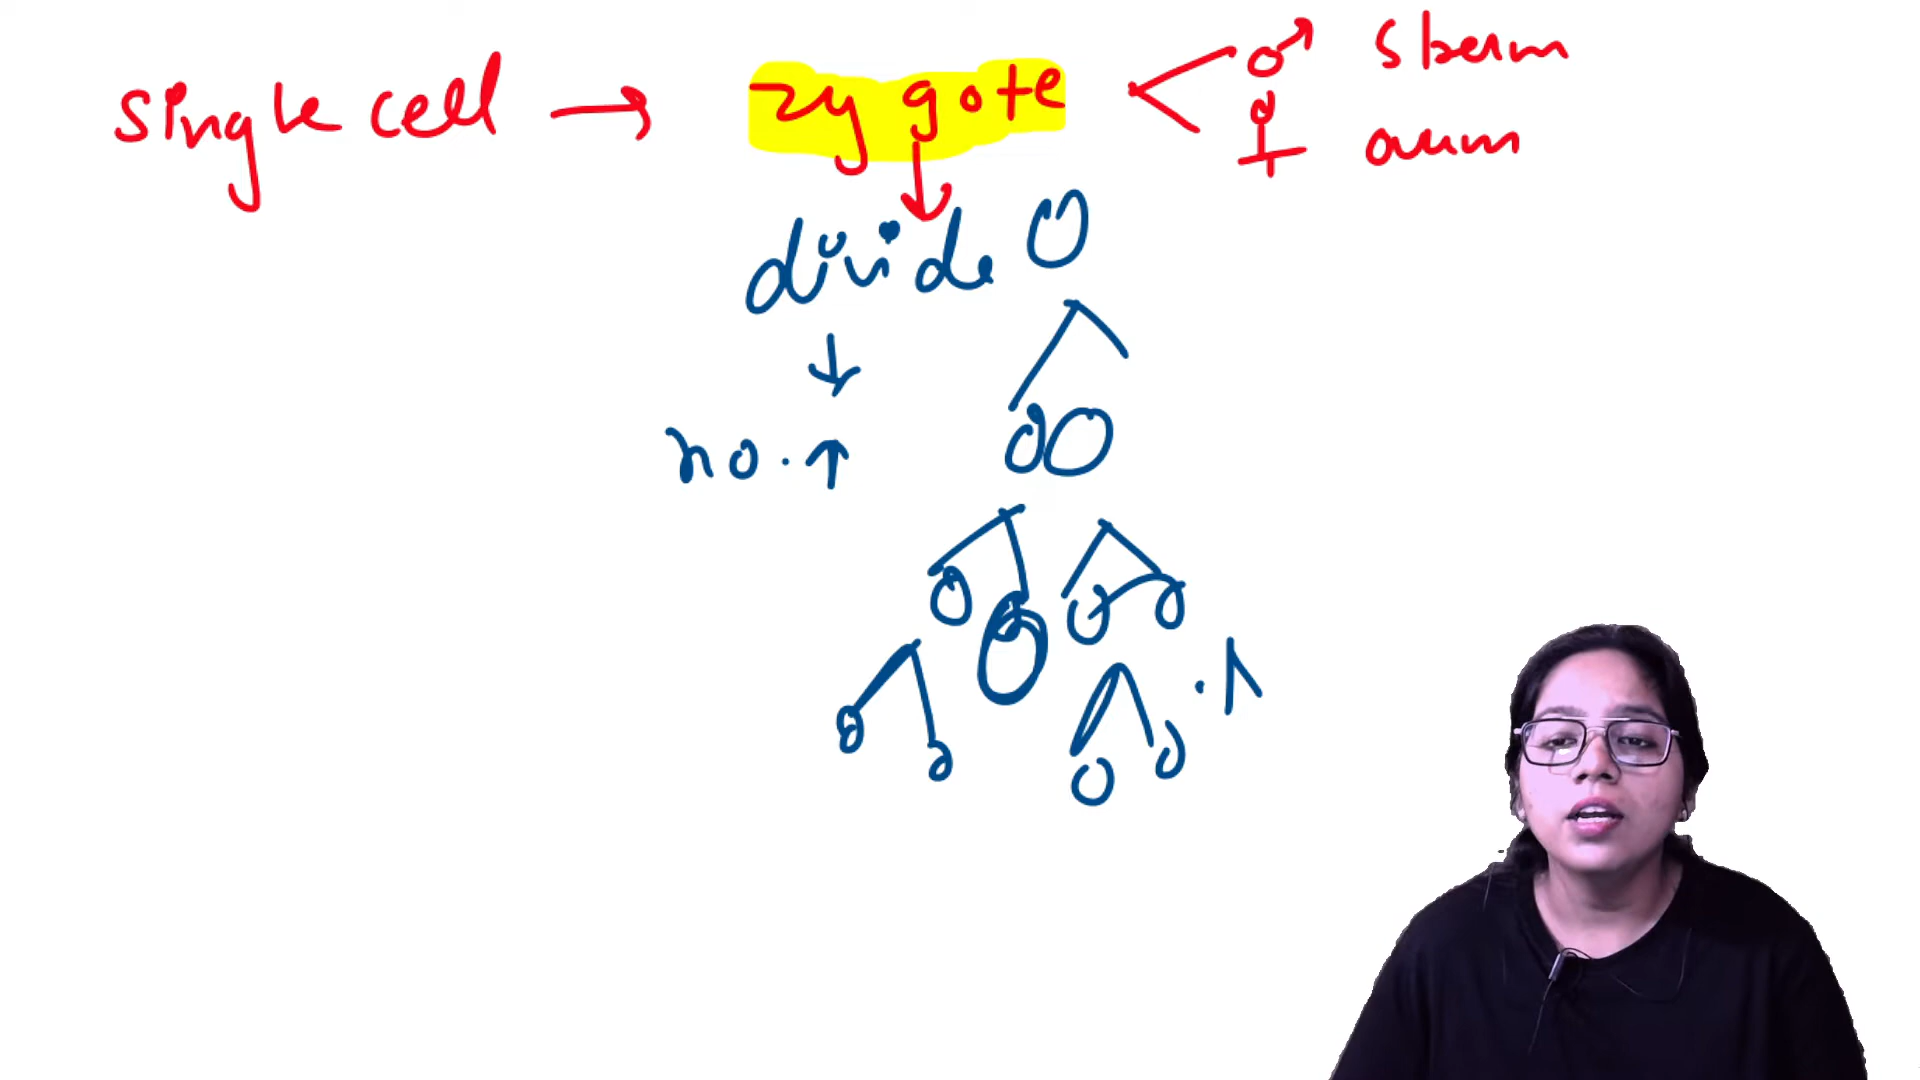 single cell → zygote < ♂ sperm
♀ ovum
↓
divide
↓
no. ↑